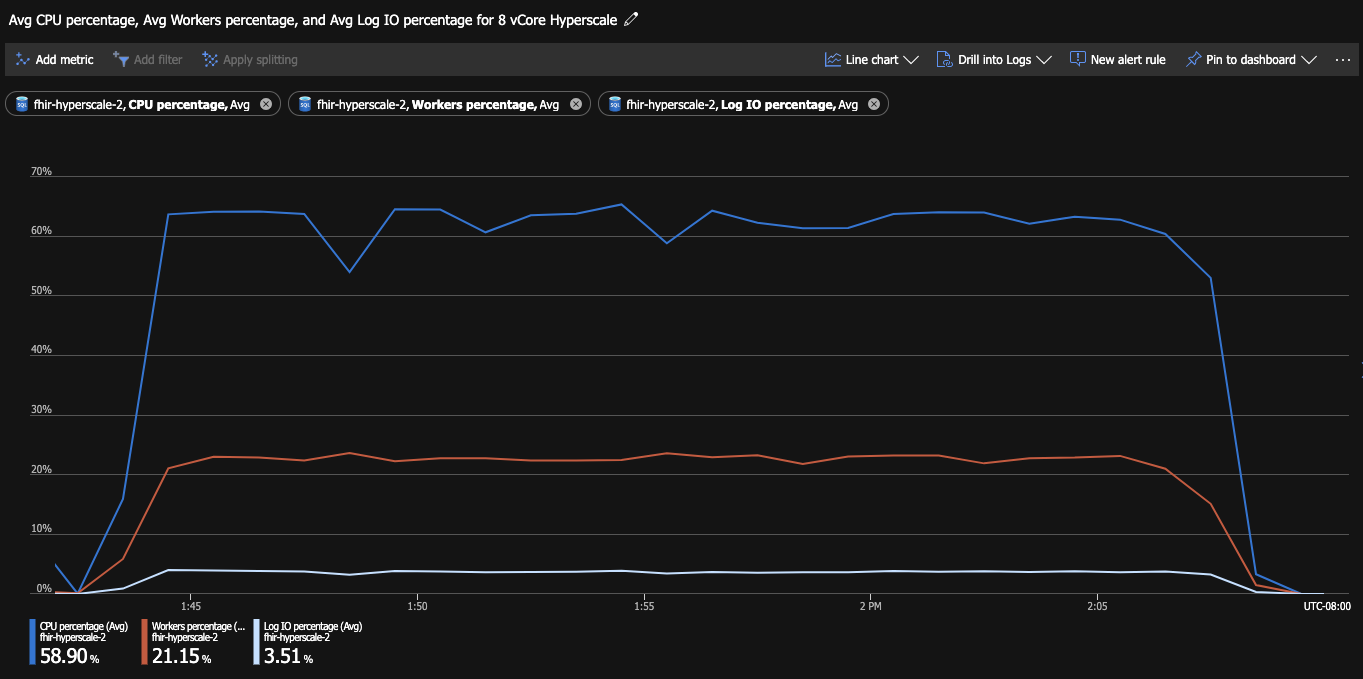 Avg CPU percentage, Avg Workers percentage, and Avg Log IO percentage for 8 vCore Hyperscale
Add metric Add filter Apply splitting Line chart Drill into Logs New alert rule Pin to dashboard ...
fhir-hyperscale-2, CPU percentage, Avg fhir-hyperscale-2, Workers percentage, Avg fhir-hyperscale-2, Log IO percentage, Avg
70%
60%
50%
40%
30%
20%
10%
0%
1:45 1:50 1:55 2 PM 2:05 UTC-08:00
CPU percentage (Avg) Workers percentage (... Log IO percentage (Avg)
fhir-hyperscale-2 fhir-hyperscale-2 fhir-hyperscale-2
58.90 % 21.15 % 3.51 %